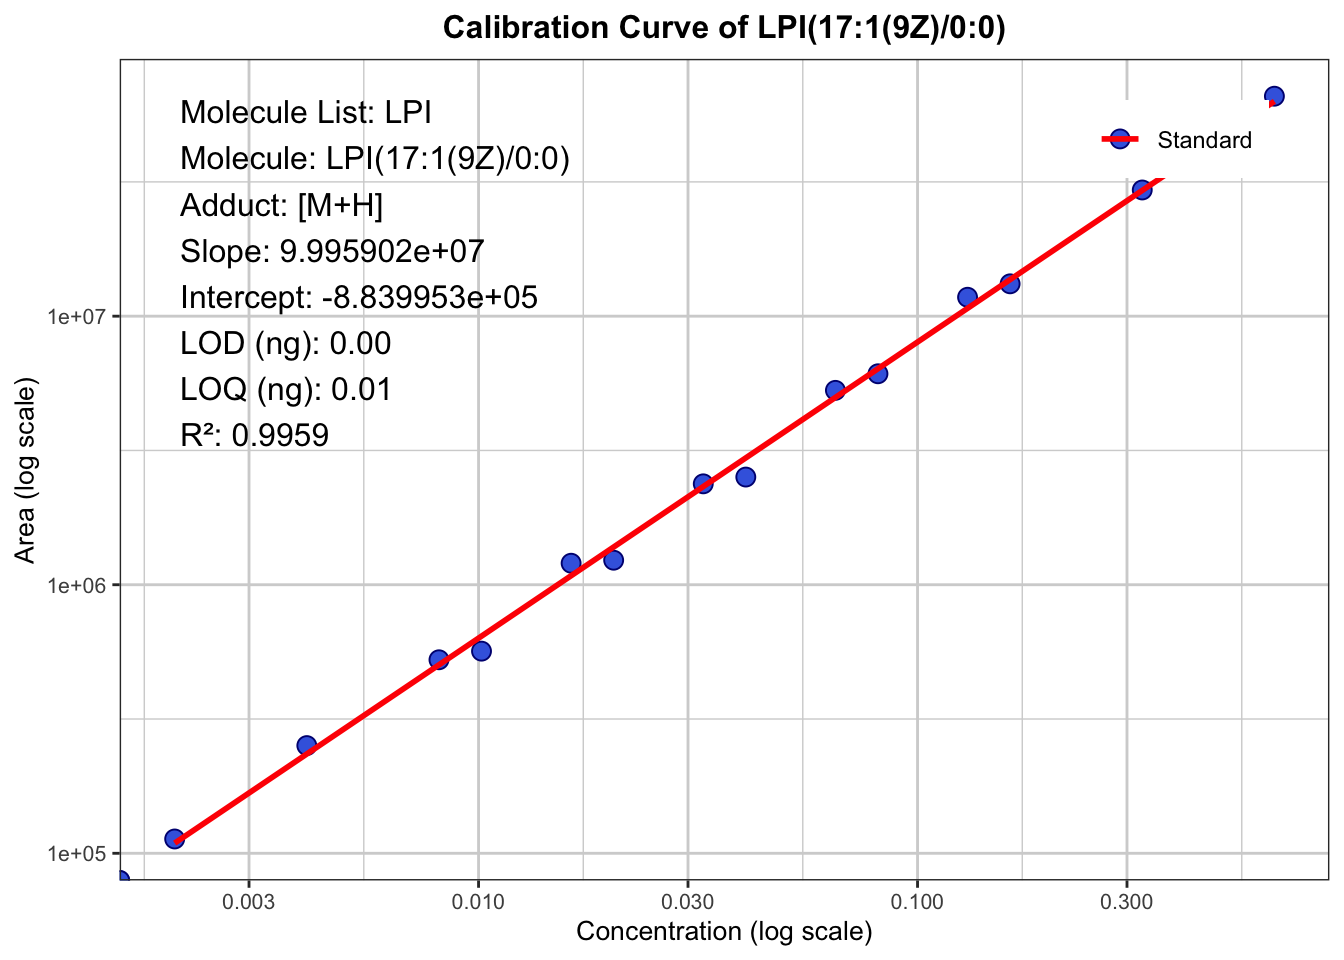 Calibration Curve of LPI(17:1(9Z)/0:0)
Molecule List: LPI
Molecule: LPI(17:1(9Z)/0:0)
Adduct: [M+H]
Slope: 9.995902e+07
Intercept: -8.839953e+05
LOD (ng): 0.00
LOQ (ng): 0.01
R²: 0.9959
Standard
Area (log scale)
1e+07
1e+06
1e+05
0.003 0.010 0.030 0.100 0.300
Concentration (log scale)